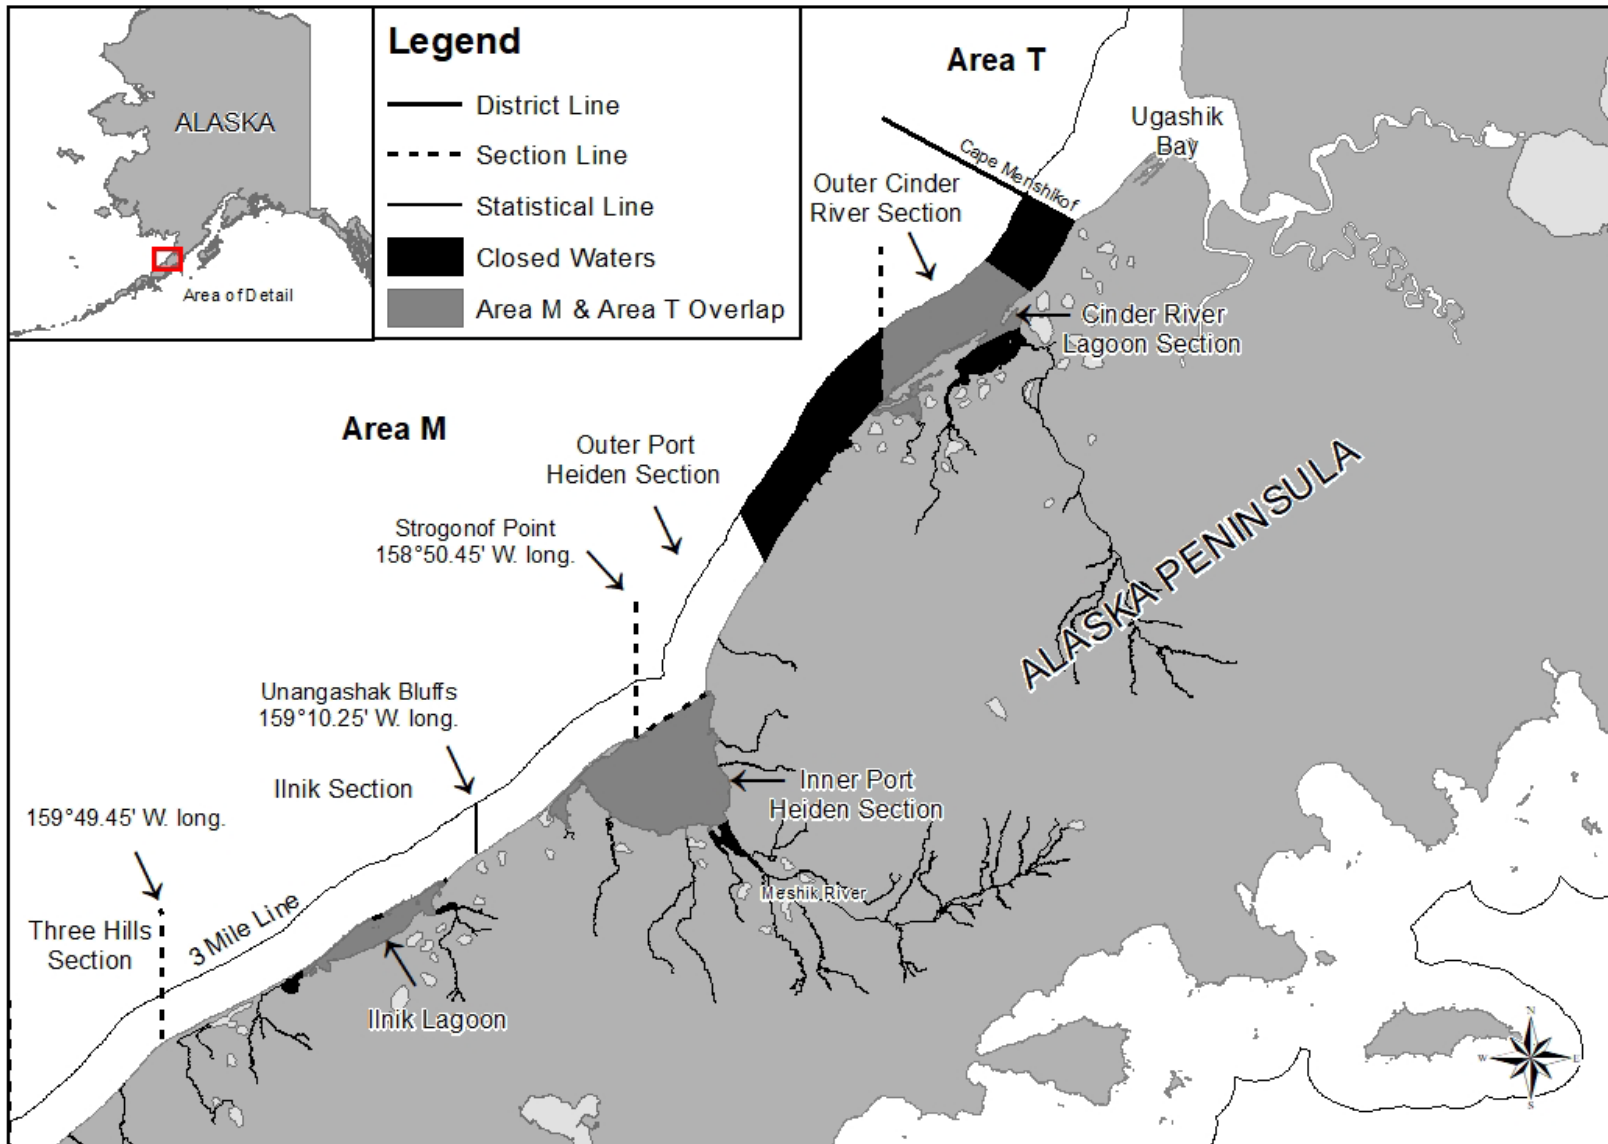 ALASKA
Area of Detail
Legend
District Line
Section Line
Statistical Line
Closed Waters
Area M & Area T Overlap
Area T
Ugashik
Bay
Cape Menshikof
Outer Cinder
River Section
Cinder River
Lagoon Section
Area M
Outer Port
Heiden Section
Strogonof Point
158°50.45' W. long.
ALASKA PENINSULA
Unangashak Bluffs
159°10.25' W. long.
Ilnik Section
Inner Port
Heiden Section
159°49.45' W. long.
Meshik River
3 Mile Line
Three Hills
Section
Ilnik Lagoon
N
W
E
S